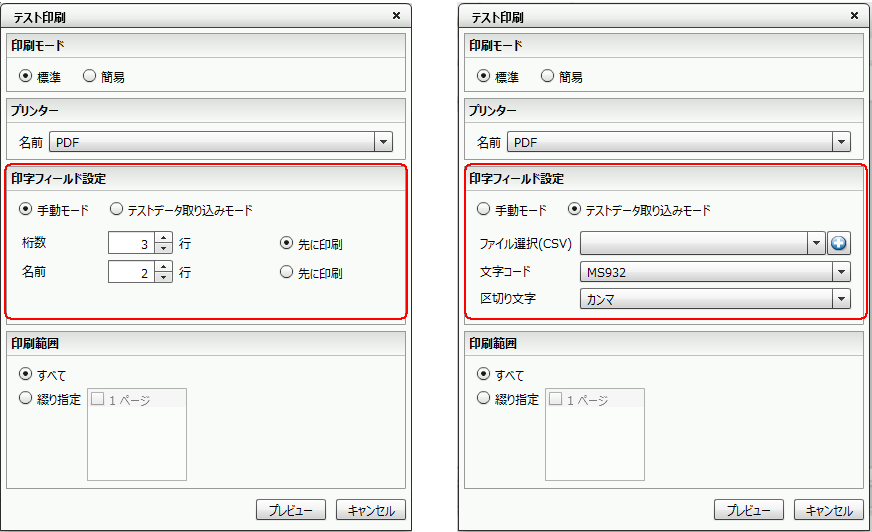 テスト印刷 ×
印刷モード
標準 簡易
プリンター
名前 PDF
印字フィールド設定
手動モード テストデータ取り込みモード
桁数 3 行 先に印刷
名前 2 行 先に印刷
印刷範囲
すべて
綴り指定 1 ページ
プレビュー キャンセル
テスト印刷 ×
印刷モード
標準 簡易
プリンター
名前 PDF
印字フィールド設定
手動モード テストデータ取り込みモード
ファイル選択(CSV)
文字コード MS932
区切り文字 カンマ
印刷範囲
すべて
綴り指定 1 ページ
プレビュー キャンセル